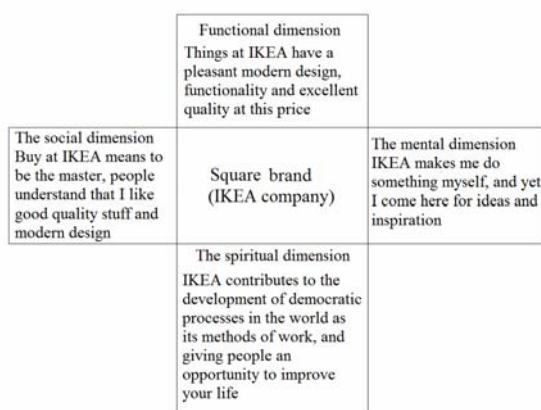 Functional dimension
Things at IKEA have a
pleasant modern design,
functionality and excellent
quality at this price
The social dimension
Buy at IKEA means to
be the master, people
understand that I like
good quality stuff and
modern design
Square brand
(IKEA company)
The mental dimension
IKEA makes me do
something myself, and yet
I come here for ideas and
inspiration
The spiritual dimension
IKEA contributes to the
development of democratic
processes in the world as
its methods of work, and
giving people an
opportunity to improve
your life